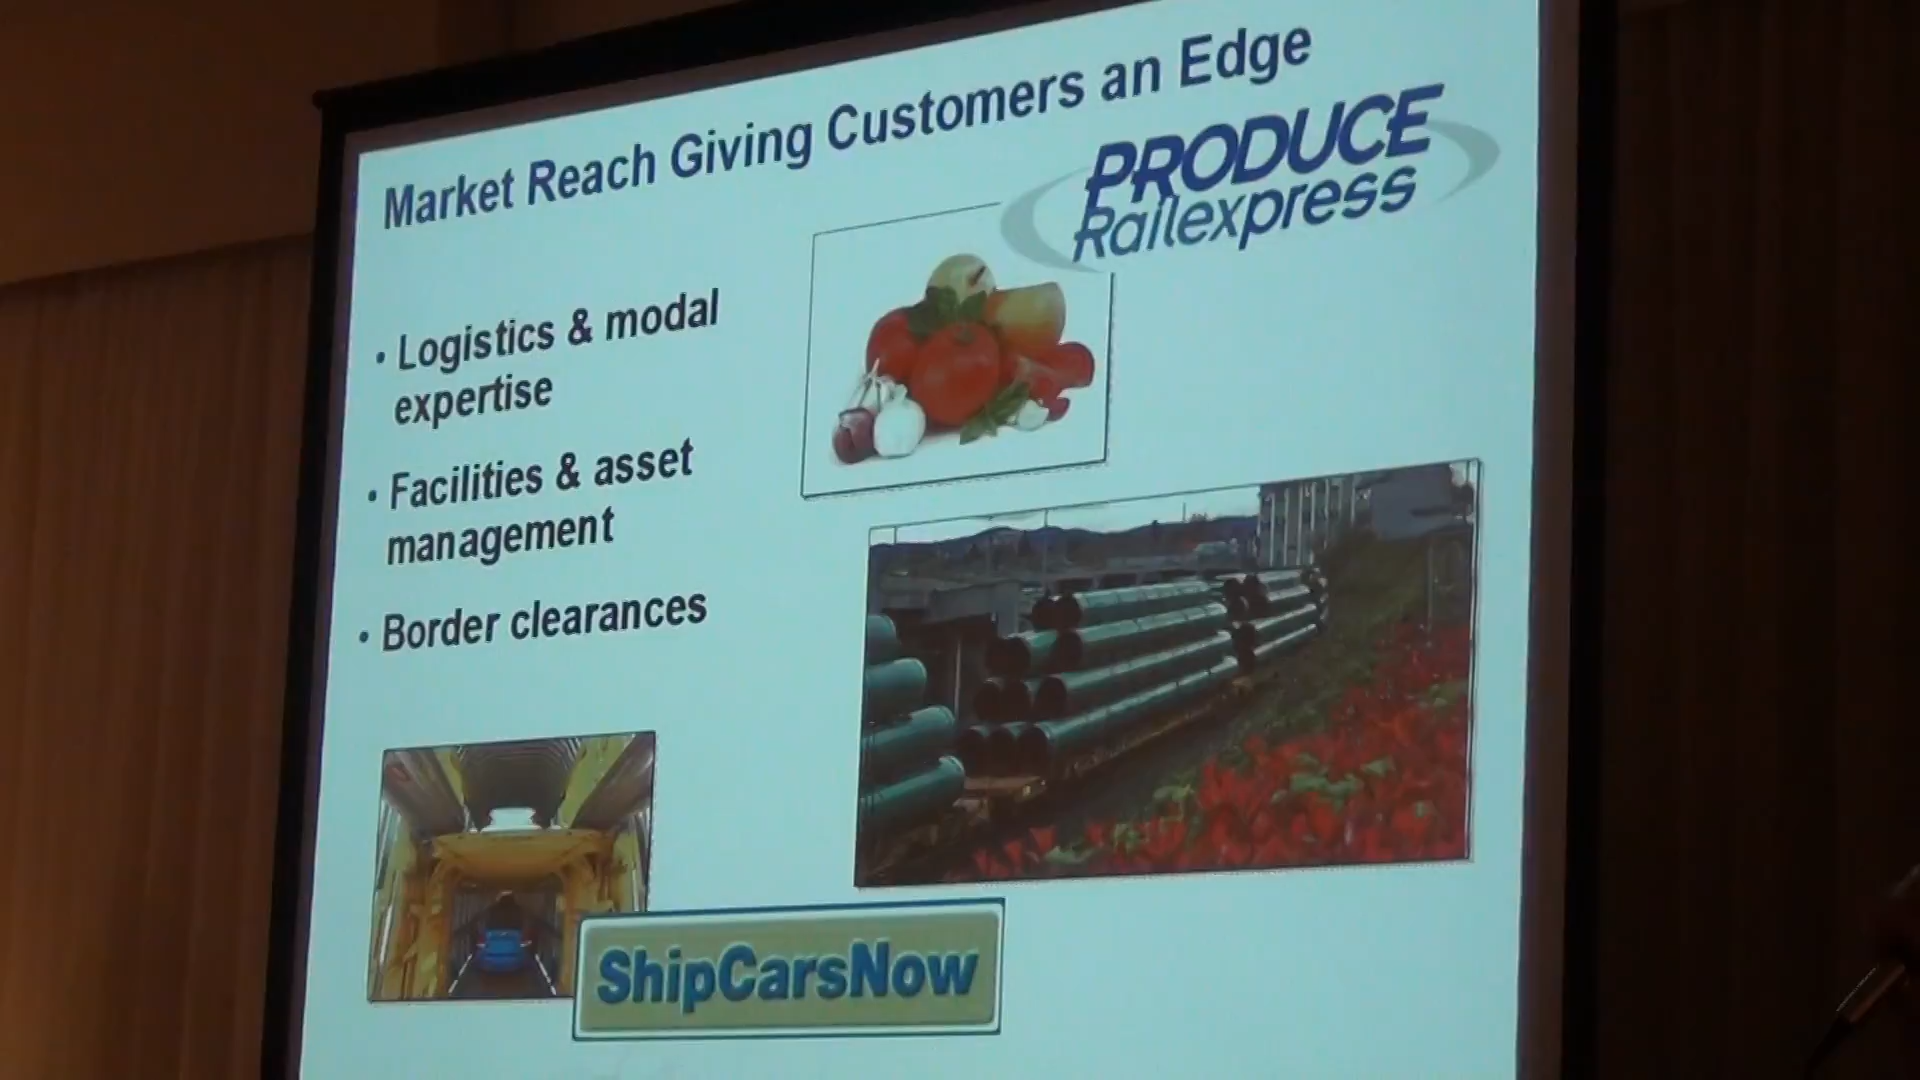 Market Reach Giving Customers an Edge
PRODUCE
Railexpress
• Logistics & modal
expertise
• Facilities & asset
management
• Border clearances
ShipCarsNow